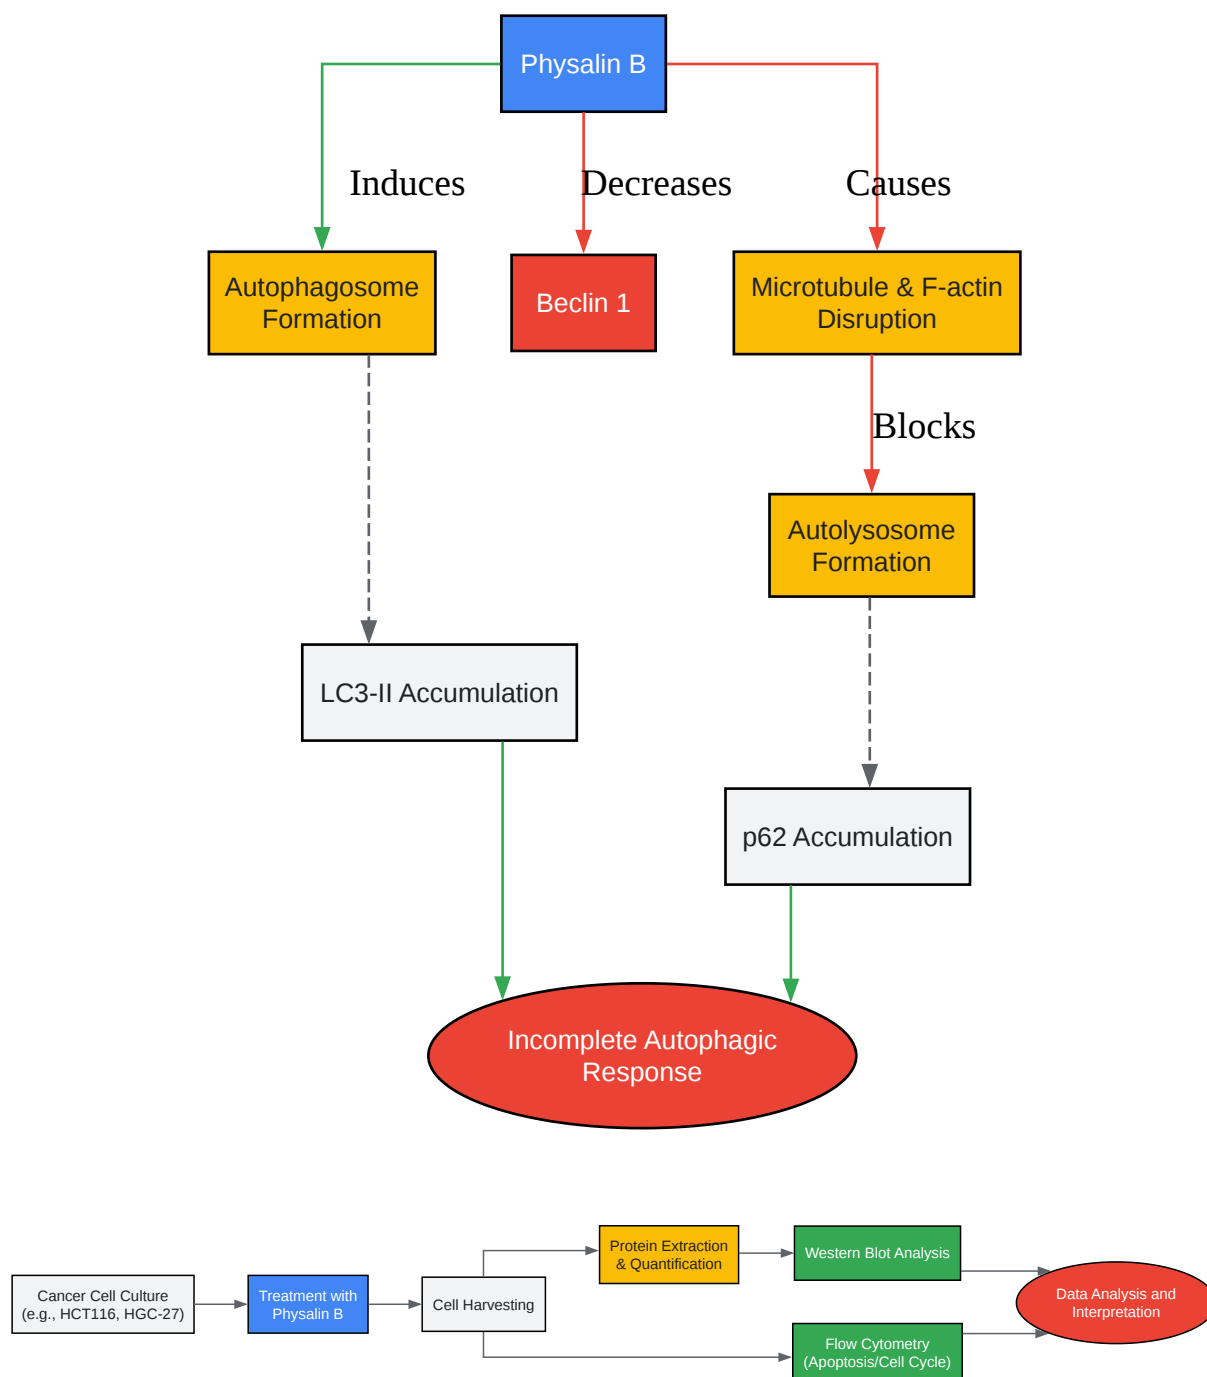 Physalin B
Induces
Decreases
Causes
Autophagosome
Formation
Beclin 1
Microtubule & F-actin
Disruption
Blocks
Autolysosome
Formation
LC3-II Accumulation
p62 Accumulation
Incomplete Autophagic
Response
Cancer Cell Culture
(e.g., HCT116, HGC-27)
Treatment with
Physalin B
Cell Harvesting
Protein Extraction
& Quantification
Western Blot Analysis
Flow Cytometry
(Apoptosis/Cell Cycle)
Data Analysis and
Interpretation